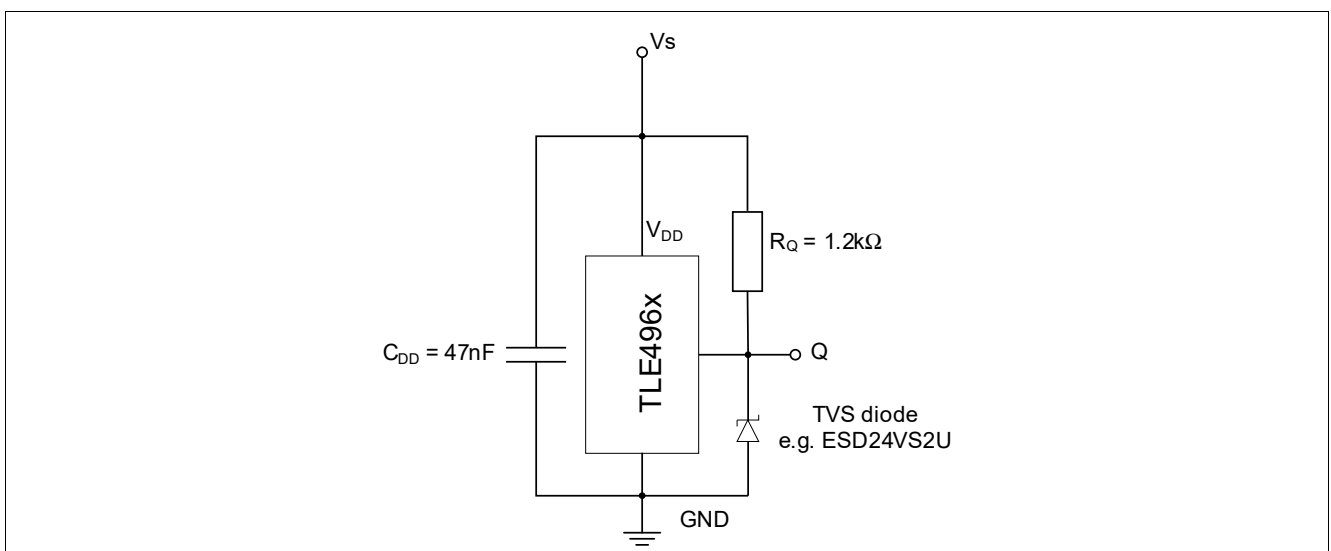 Vs
VDD
RQ = 1.2kΩ
TLE496x
CDD = 47nF
Q
TVS diode
e.g. ESD24VS2U
GND